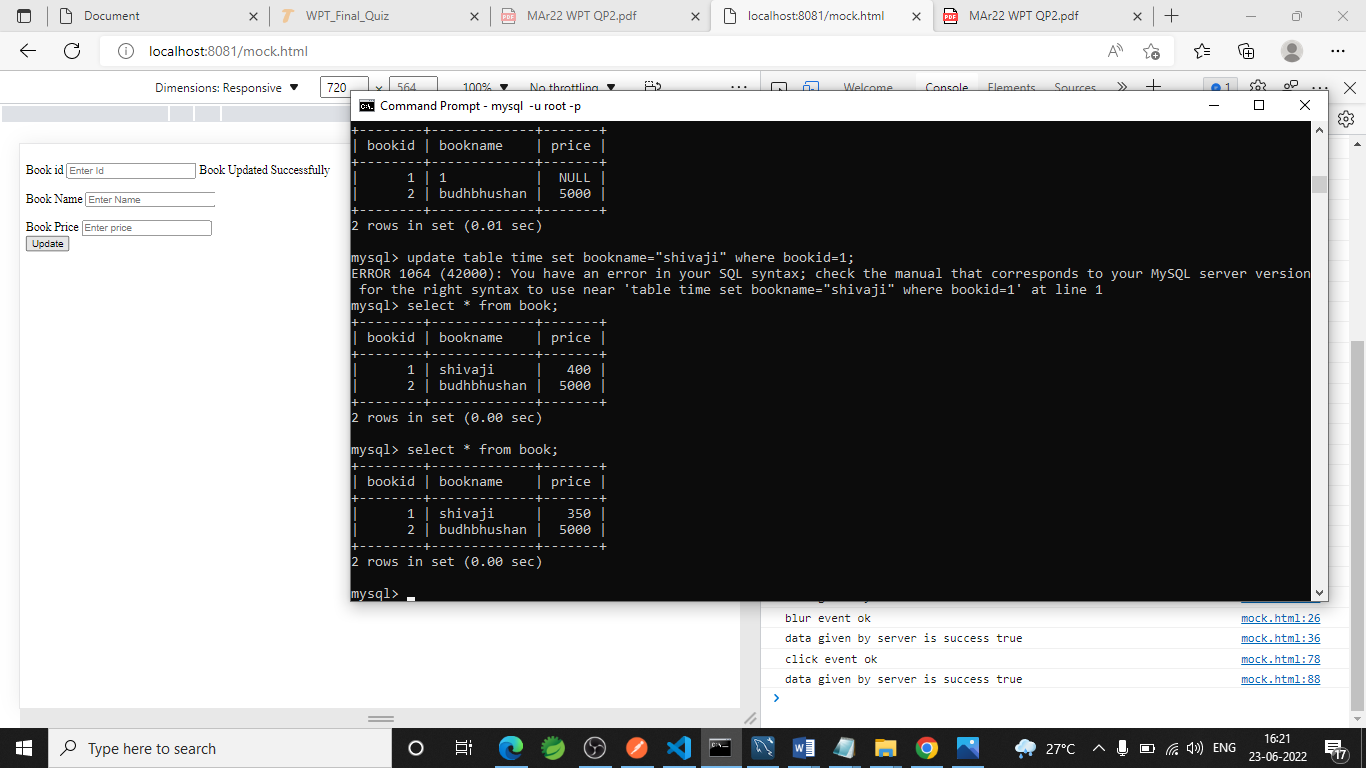 Document
WPT_Final_Quiz
MAr22 WPT QP2.pdf
localhost:8081/mock.html
MAr22 WPT QP2.pdf
localhost:8081/mock.html
Dimensions: Responsive
720
×
564
100%
No throttling
Welcome
Console
Elements
Sources
1
Command Prompt - mysql  -u root -p
Book id
Enter Id
Book Updated Successfully
Book Name
Enter Name
Book Price
Enter price
Update
+--------+-------------+-------+
| bookid | bookname    | price |
+--------+-------------+-------+
|      1 | 1           |  NULL |
|      2 | budhbhushan |  5000 |
+--------+-------------+-------+
2 rows in set (0.01 sec)
mysql> update table time set bookname="shivaji" where bookid=1;
ERROR 1064 (42000): You have an error in your SQL syntax; check the manual that corresponds to your MySQL server version
 for the right syntax to use near 'table time set bookname="shivaji" where bookid=1' at line 1
mysql> select * from book;
+--------+-------------+-------+
| bookid | bookname    | price |
+--------+-------------+-------+
|      1 | shivaji     |   400 |
|      2 | budhbhushan |  5000 |
+--------+-------------+-------+
2 rows in set (0.00 sec)
mysql> select * from book;
+--------+-------------+-------+
| bookid | bookname    | price |
+--------+-------------+-------+
|      1 | shivaji     |   350 |
|      2 | budhbhushan |  5000 |
+--------+-------------+-------+
2 rows in set (0.00 sec)
mysql>
blur event ok mock.html:26
data given by server is success true mock.html:36
click event ok mock.html:78
data given by server is success true mock.html:88
Type here to search
27°C
ENG
16:21
23-06-2022
17